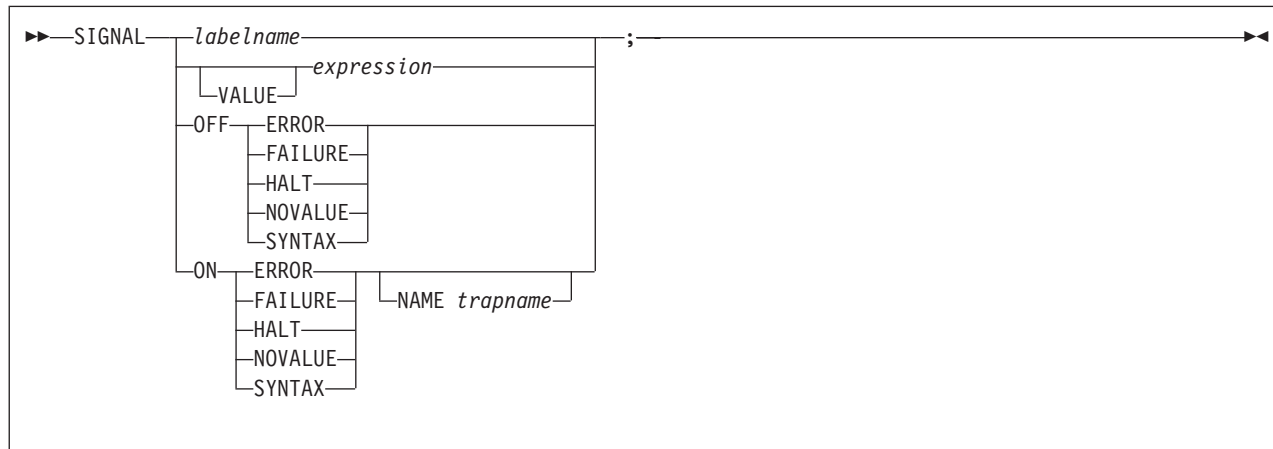 SIGNAL labelname ;
expression
VALUE
OFF ERROR
FAILURE
HALT
NOVALUE
SYNTAX
ON ERROR
FAILURE NAME trapname
HALT
NOVALUE
SYNTAX